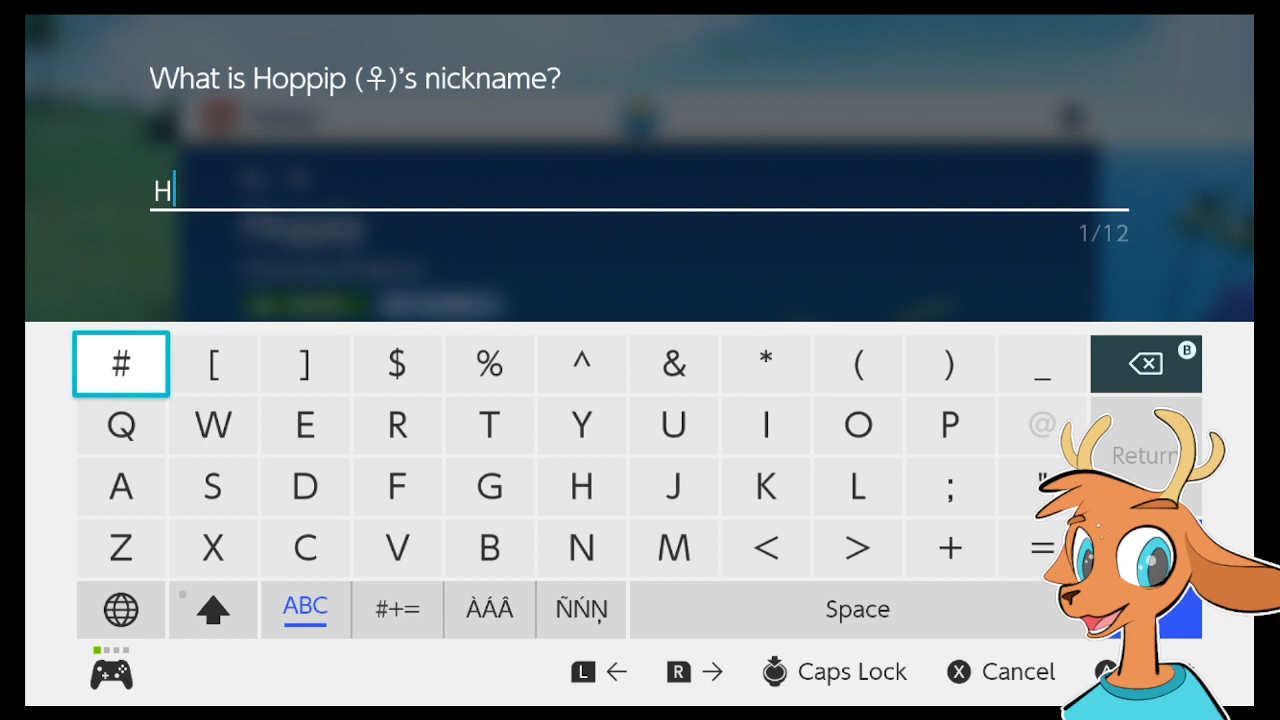 What is Hoppip (♀)'s nickname?
H
1/12
# [ ] $ % ^ & * ( ) _ B
Q W E R T Y U I O P @ Return
A S D F G H J K L ; "
Z X C V B N M < > + =
ABC #+= ÀÁÂ ÑŃŅ Space
L ← R → Caps Lock X Cancel A